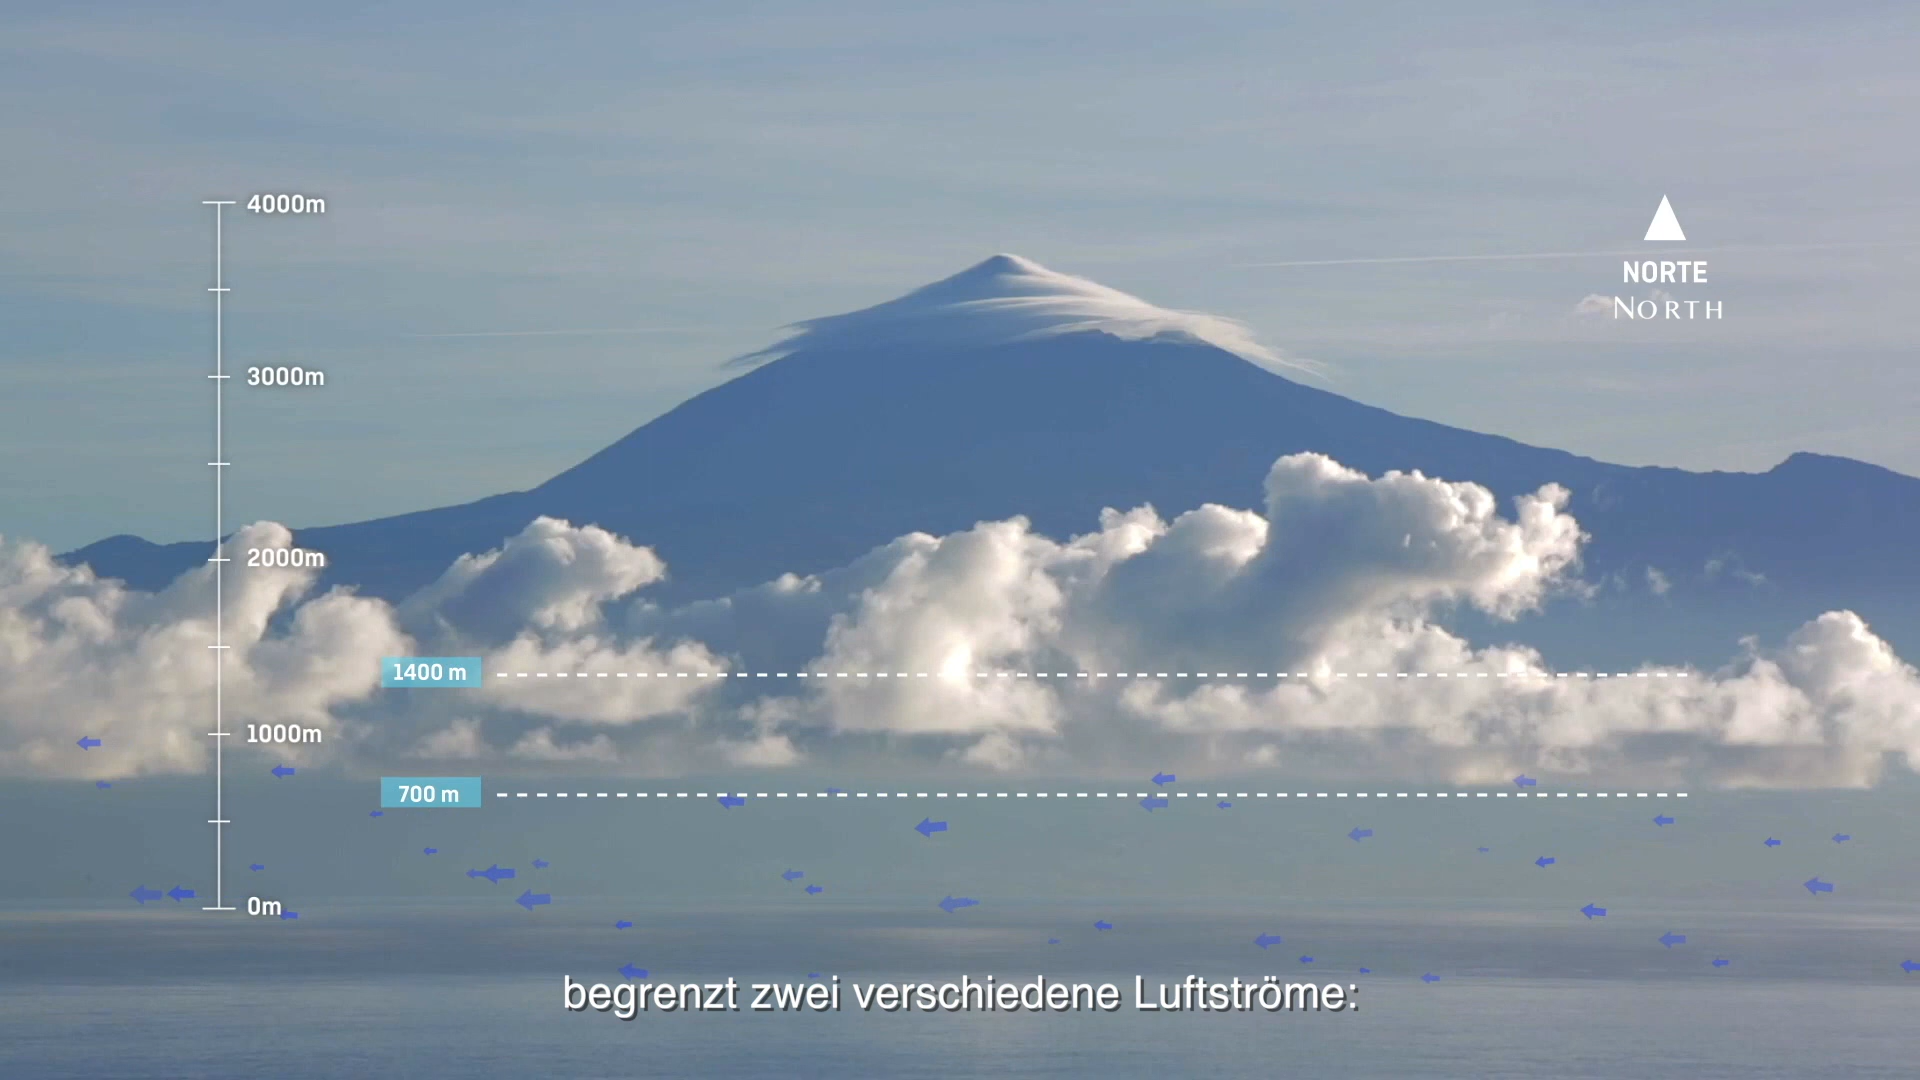 4000m
NORTE
NORTH
3000m
2000m
1400 m
1000m
700 m
0m
begrenzt zwei verschiedene Luftströme: